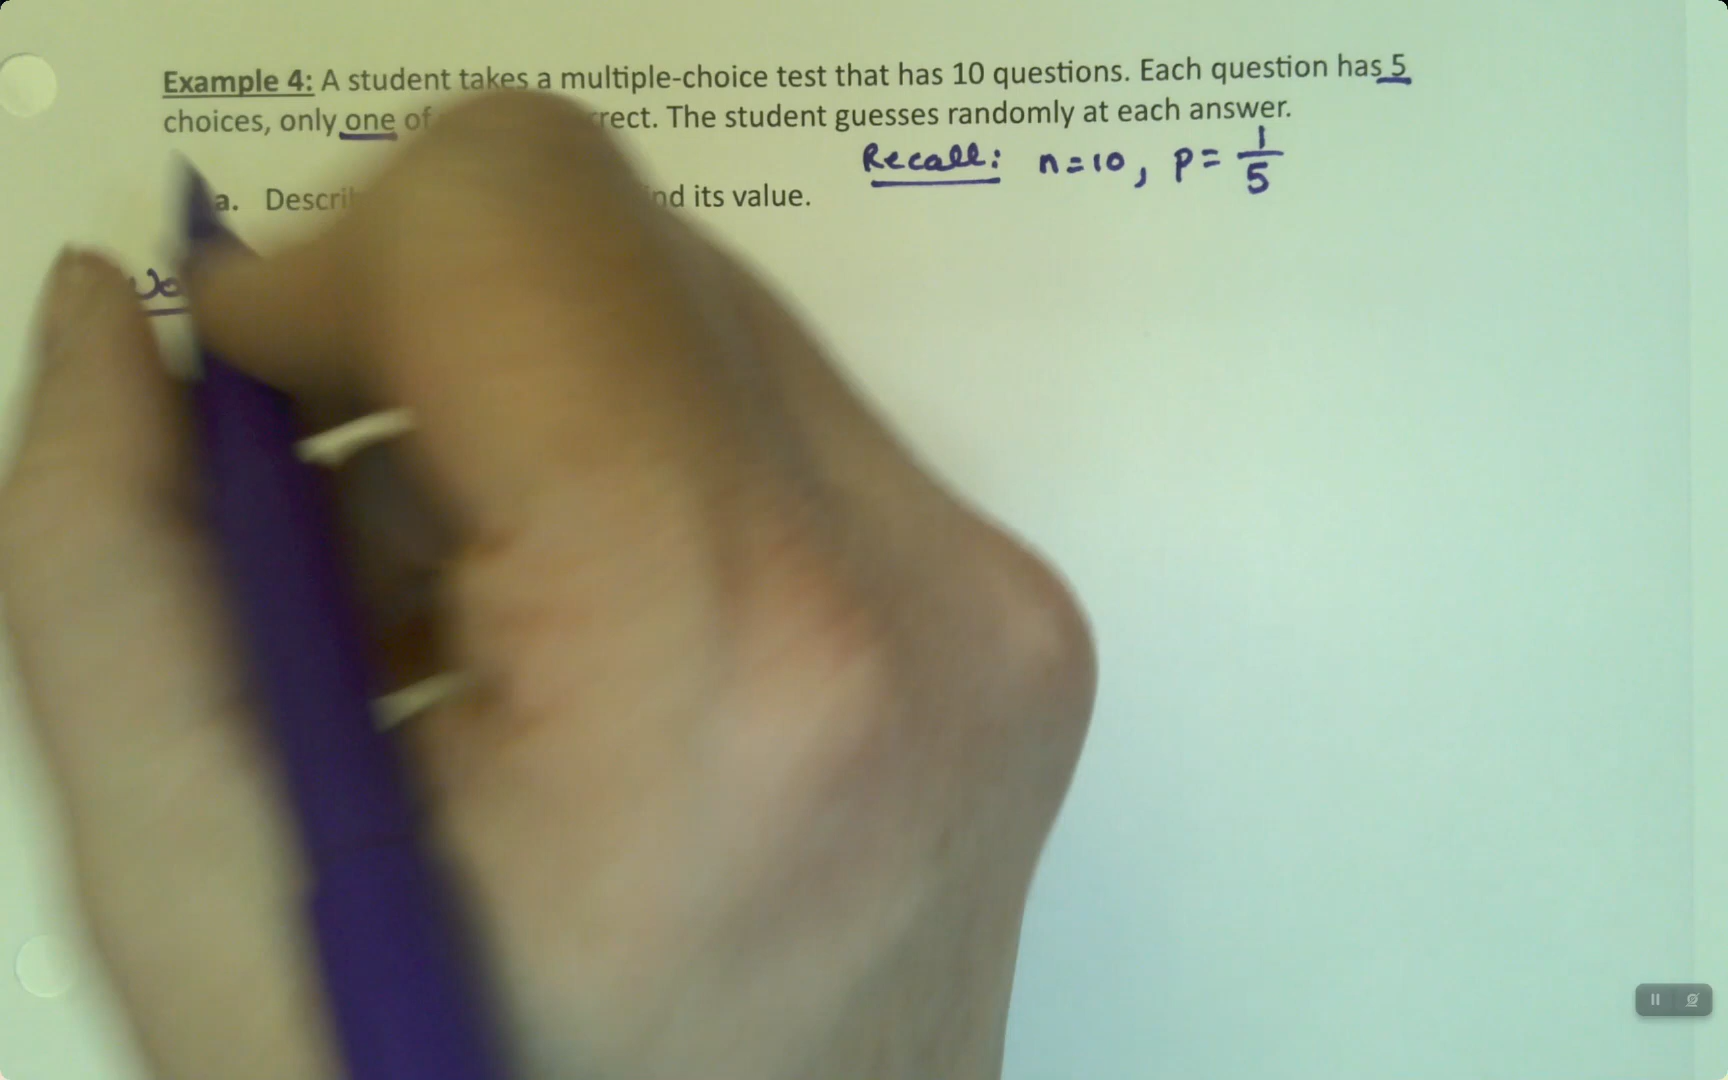 Example 4: A student takes a multiple-choice test that has 10 questions. Each question has 5
choices, only one of rrect. The student guesses randomly at each answer.
Recall: n=10, p= 1/5
a. Descri nd its value.